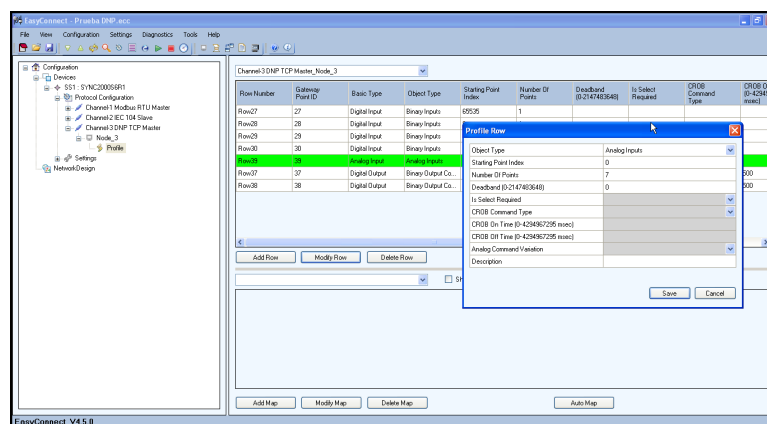 EasyConnect - Prueba DNP.ecc
File View Configuration Settings Diagnostics Tools Help
Configuration
Devices
SS1 : SYNC2000S6R1
Protocol Configuration
Channel-1 Modbus RTU Master
Channel-2 IEC 104 Slave
Channel-3 DNP TCP Master
Node_3
Profile
Settings
NetworkDesign
Channel-3 DNP TCP Master_Node_3
Row Number Gateway Point ID Basic Type Object Type Starting Point Index Number Of Points Deadband (0-2147483648) Is Select Required CROB Command Type CROB O (0-4294 msec)
Row27 27 Digital Input Binary Inputs 65535 1
Row28 28 Digital Input Binary Inputs
Row29 29 Digital Input Binary Inputs
Row30 30 Digital Input Binary Inputs
Row39 39 Analog Input Analog Inputs
Row37 37 Digital Output Binary Output Co... 500
Row38 38 Digital Output Binary Output Co... 500
Profile Row
Object Type Analog Inputs
Starting Point Index 0
Number Of Points 7
Deadband (0-2147483648) 0
Is Select Required
CROB Command Type
CROB On Time (0-4294967295 msec)
CROB Off Time (0-4294967295 msec)
Analog Command Variation
Description
Save Cancel
Add Row Modify Row Delete Row
Add Map Modify Map Delete Map Auto Map
EasyConnect V4.5.0